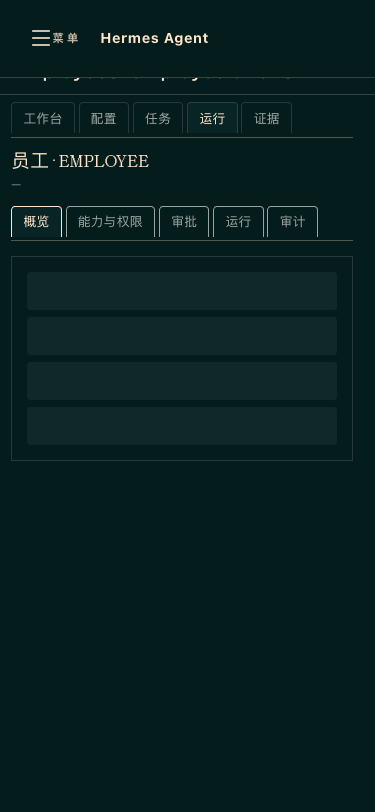 菜单 Hermes Agent
工作台 配置 任务 运行 证据
员工 · EMPLOYEE
—
概览 能力与权限 审批 运行 审计